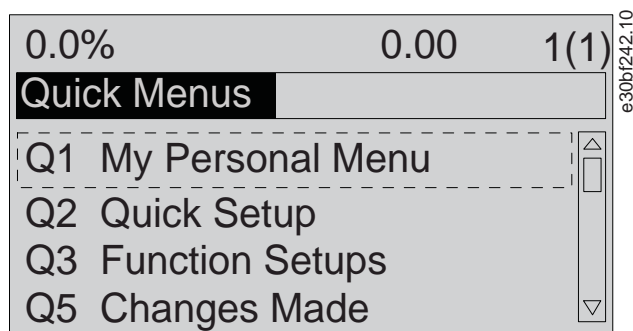 0.0% 0.00 1(1)
Quick Menus
Q1 My Personal Menu
Q2 Quick Setup
Q3 Function Setups
Q5 Changes Made
e30bf242.10